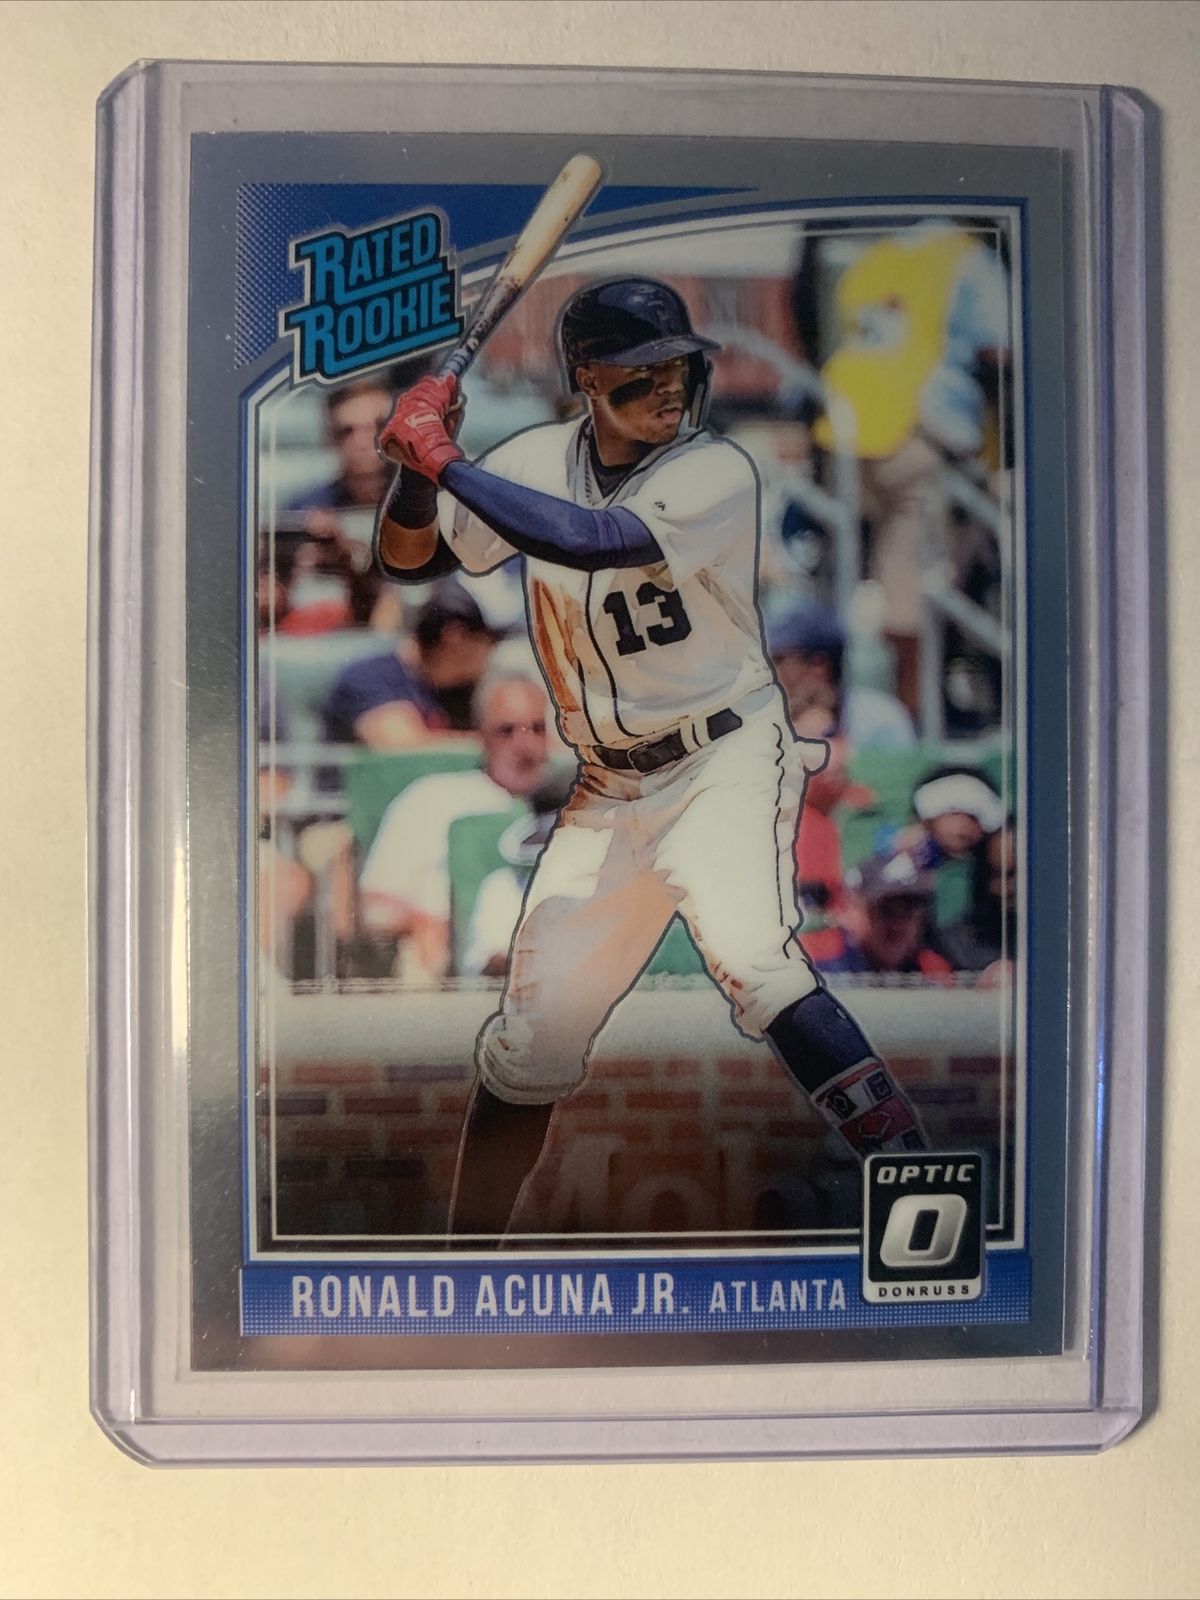 RATED
ROOKIE
13
OPTIC
O
DONRUSS
RONALD ACUNA JR. ATLANTA